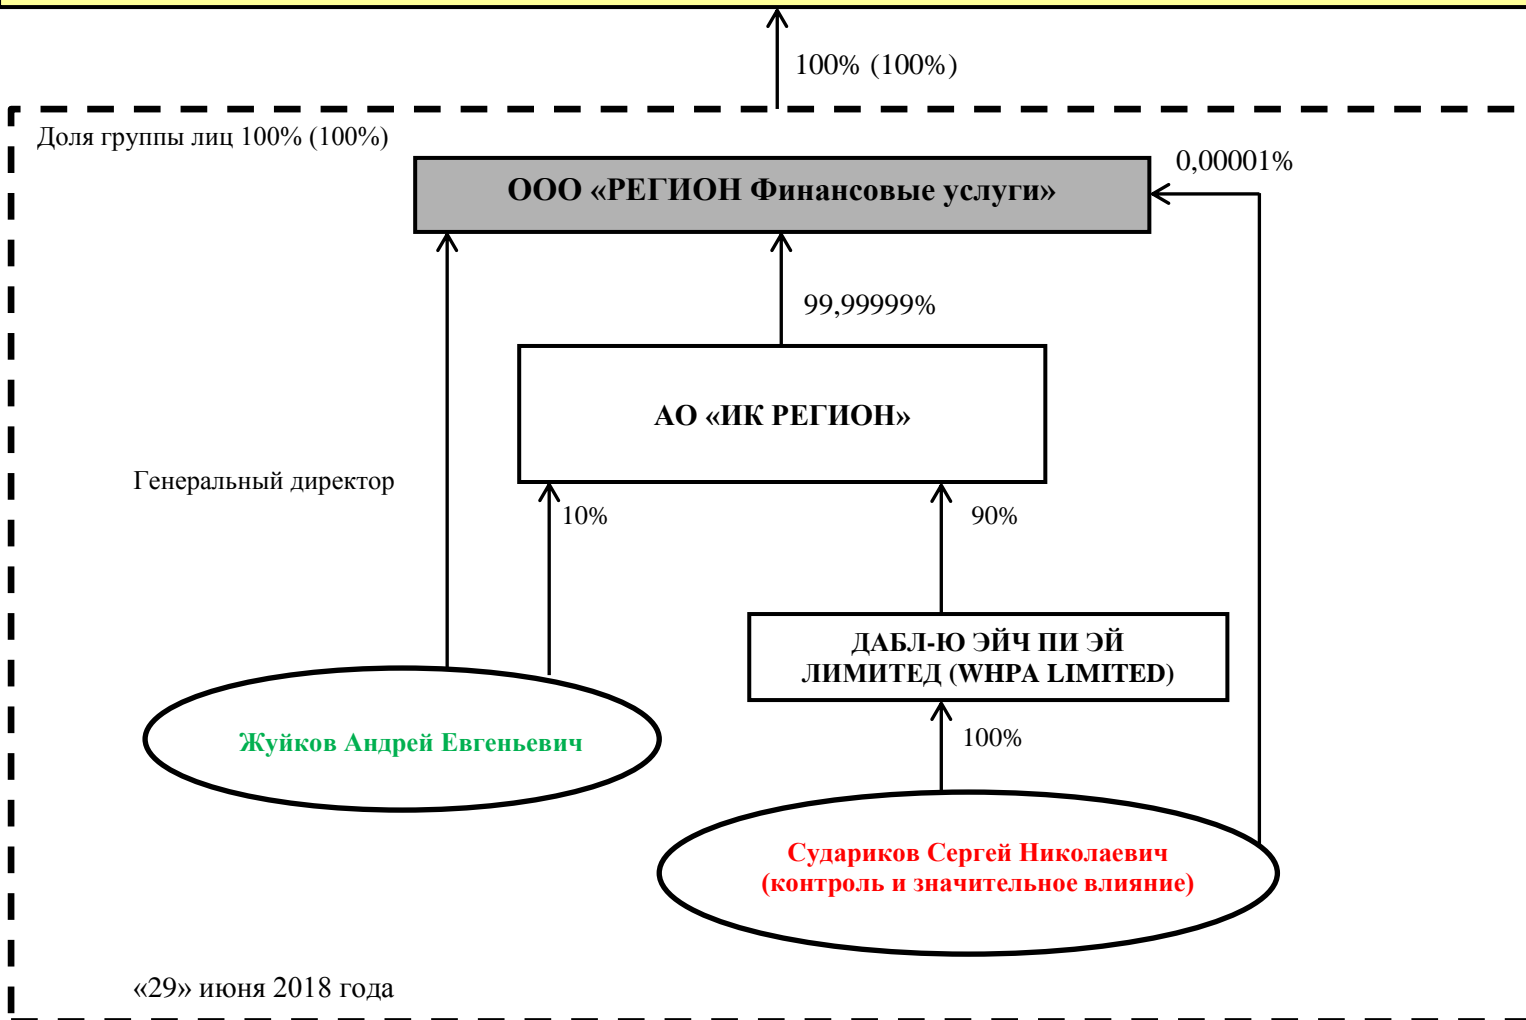 100% (100%)
Доля группы лиц 100% (100%)
0,00001%
ООО «РЕГИОН Финансовые услуги»
99,99999%
АО «ИК РЕГИОН»
Генеральный директор
10%
90%
ДАБЛ-Ю ЭЙЧ ПИ ЭЙ
ЛИМИТЕД (WHPA LIMITED)
Жуйков Андрей Евгеньевич
100%
Судариков Сергей Николаевич
(контроль и значительное влияние)
«29» июня 2018 года